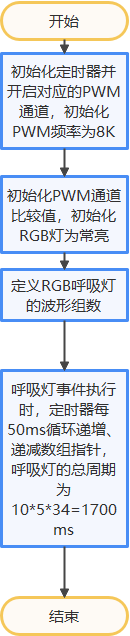 开始
初始化定时器并
开启对应的PWM
通道，初始化
PWM频率为8K
初始化PWM通道
比较值，初始化
RGB灯为常亮
定义RGB呼吸灯
的波形组数
呼吸灯事件执行
时，定时器每
50ms循环递增、
递减数组指针，
呼吸灯的总周期
为
10*5*34=1700
ms
结束